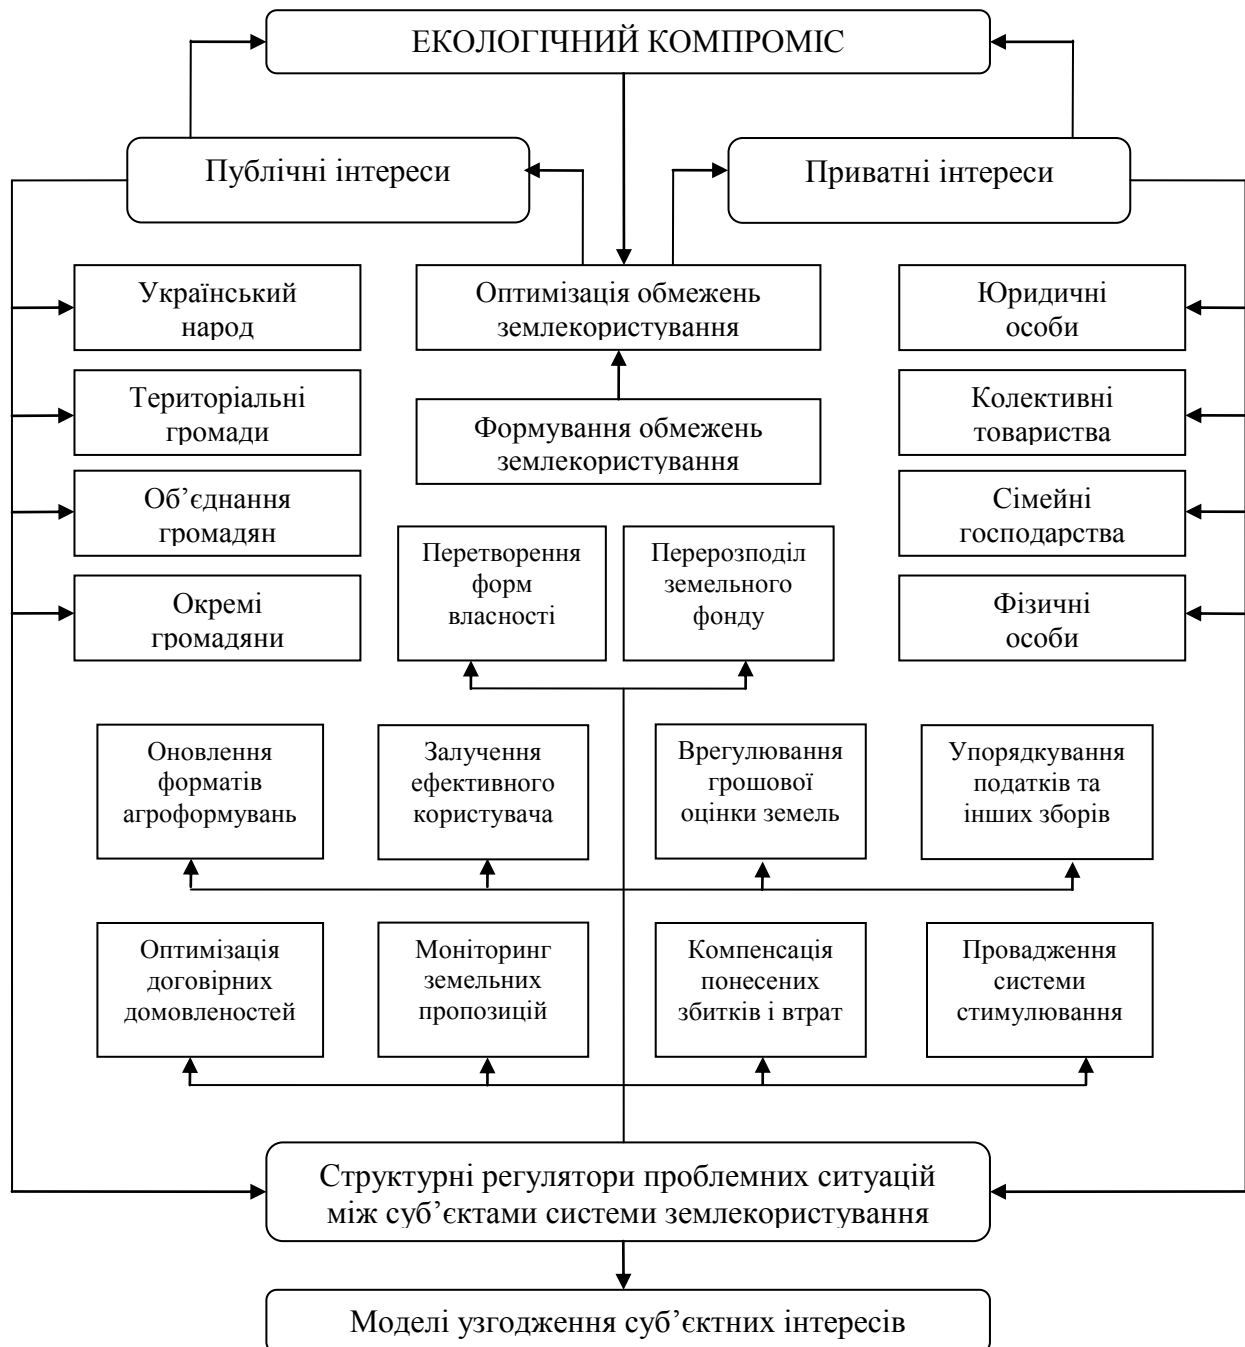 ЕКОЛОГІЧНИЙ КОМПРОМІС
Публічні інтереси
Приватні інтереси
Український
народ
Оптимізація обмежень
землекористування
Юридичні
особи
Територіальні
громади
Формування обмежень
землекористування
Колективні
товариства
Об’єднання
громадян
Сімейні
господарства
Перетворення
форм
власності
Перерозподіл
земельного
фонду
Окремі
громадяни
Фізичні
особи
Оновлення
форматів
агроформувань
Залучення
ефективного
користувача
Врегулювання
грошової
оцінки земель
Упорядкування
податків та
інших зборів
Оптимізація
договірних
домовленостей
Моніторинг
земельних
пропозицій
Компенсація
понесених
збитків і втрат
Провадження
системи
стимулювання
Структурні регулятори проблемних ситуацій
між суб’єктами системи землекористування
Моделі узгодження суб’єктних інтересів